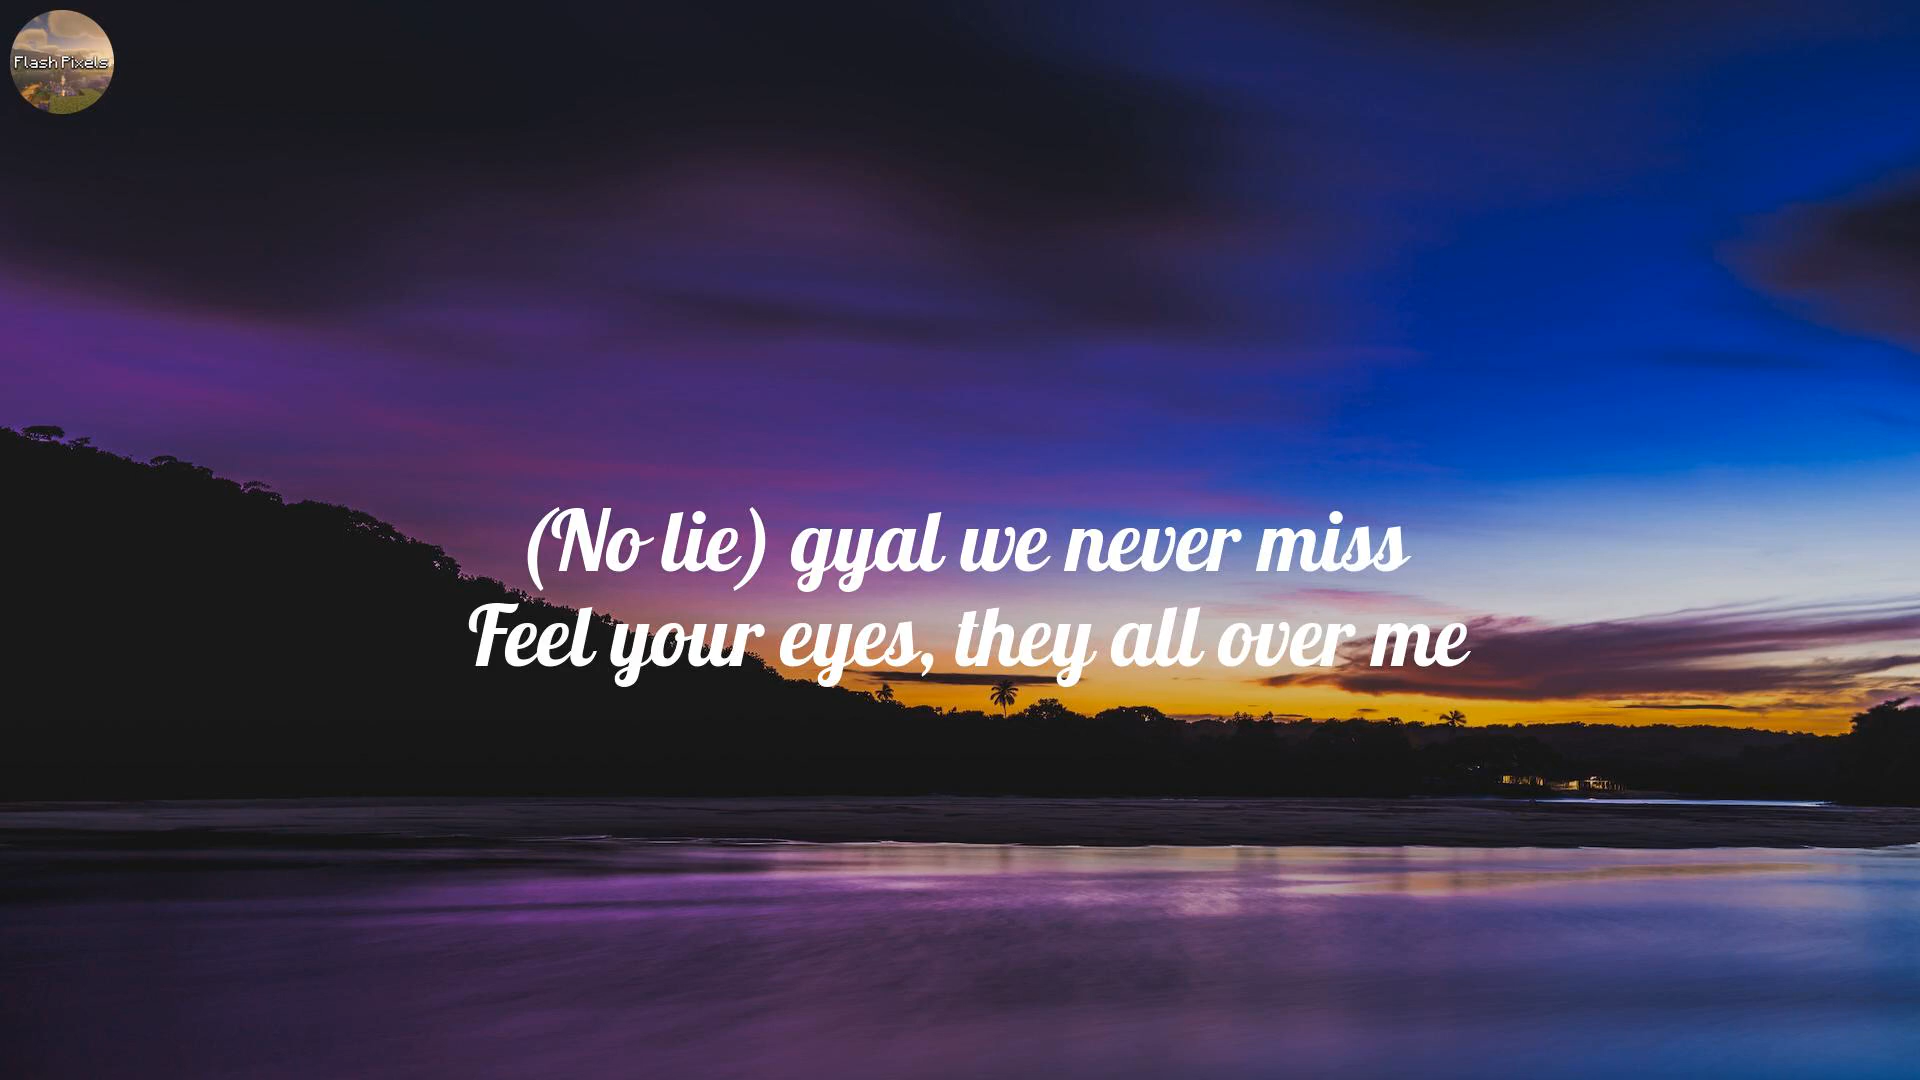 Flash Pixels
(No lie) gyal we never miss
Feel your eyes, they all over me